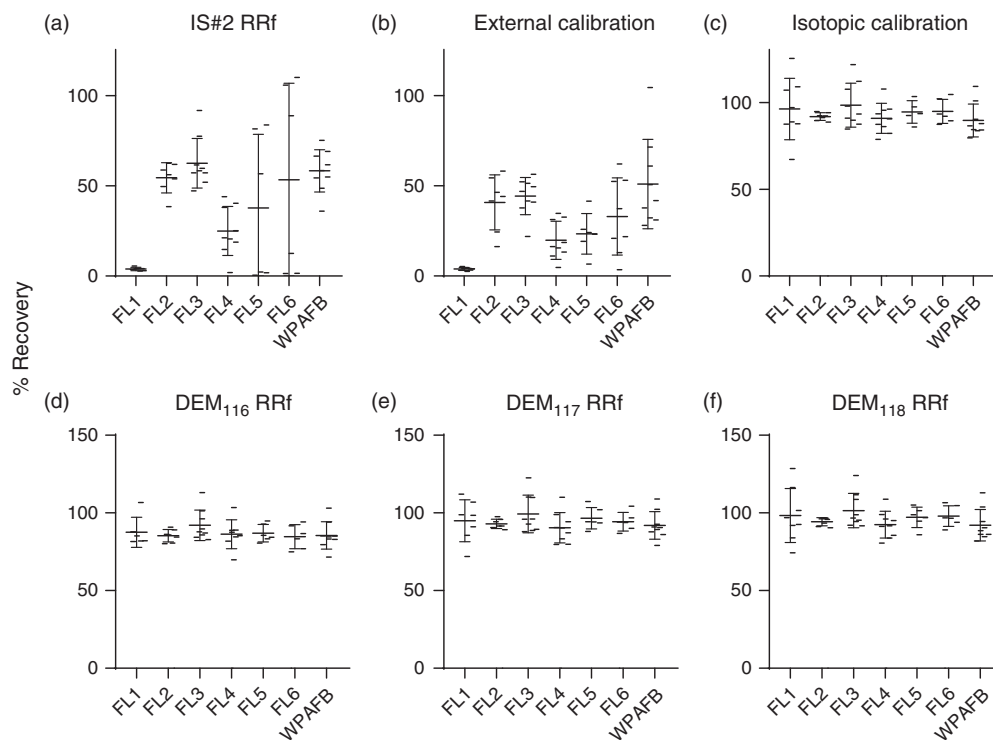 (a) IS#2 RRf
(b) External calibration
(c) Isotopic calibration
100
50
0
FL1 FL2 FL3 FL4 FL5 FL6 WPAFB
100
50
0
FL1 FL2 FL3 FL4 FL5 FL6 WPAFB
100
50
0
FL1 FL2 FL3 FL4 FL5 FL6 WPAFB
% Recovery
(d) DEM₁₁₆ RRf
(e) DEM₁₁₇ RRf
(f) DEM₁₁₈ RRf
150
100
50
0
FL1 FL2 FL3 FL4 FL5 FL6 WPAFB
150
100
50
0
FL1 FL2 FL3 FL4 FL5 FL6 WPAFB
150
100
50
0
FL1 FL2 FL3 FL4 FL5 FL6 WPAFB